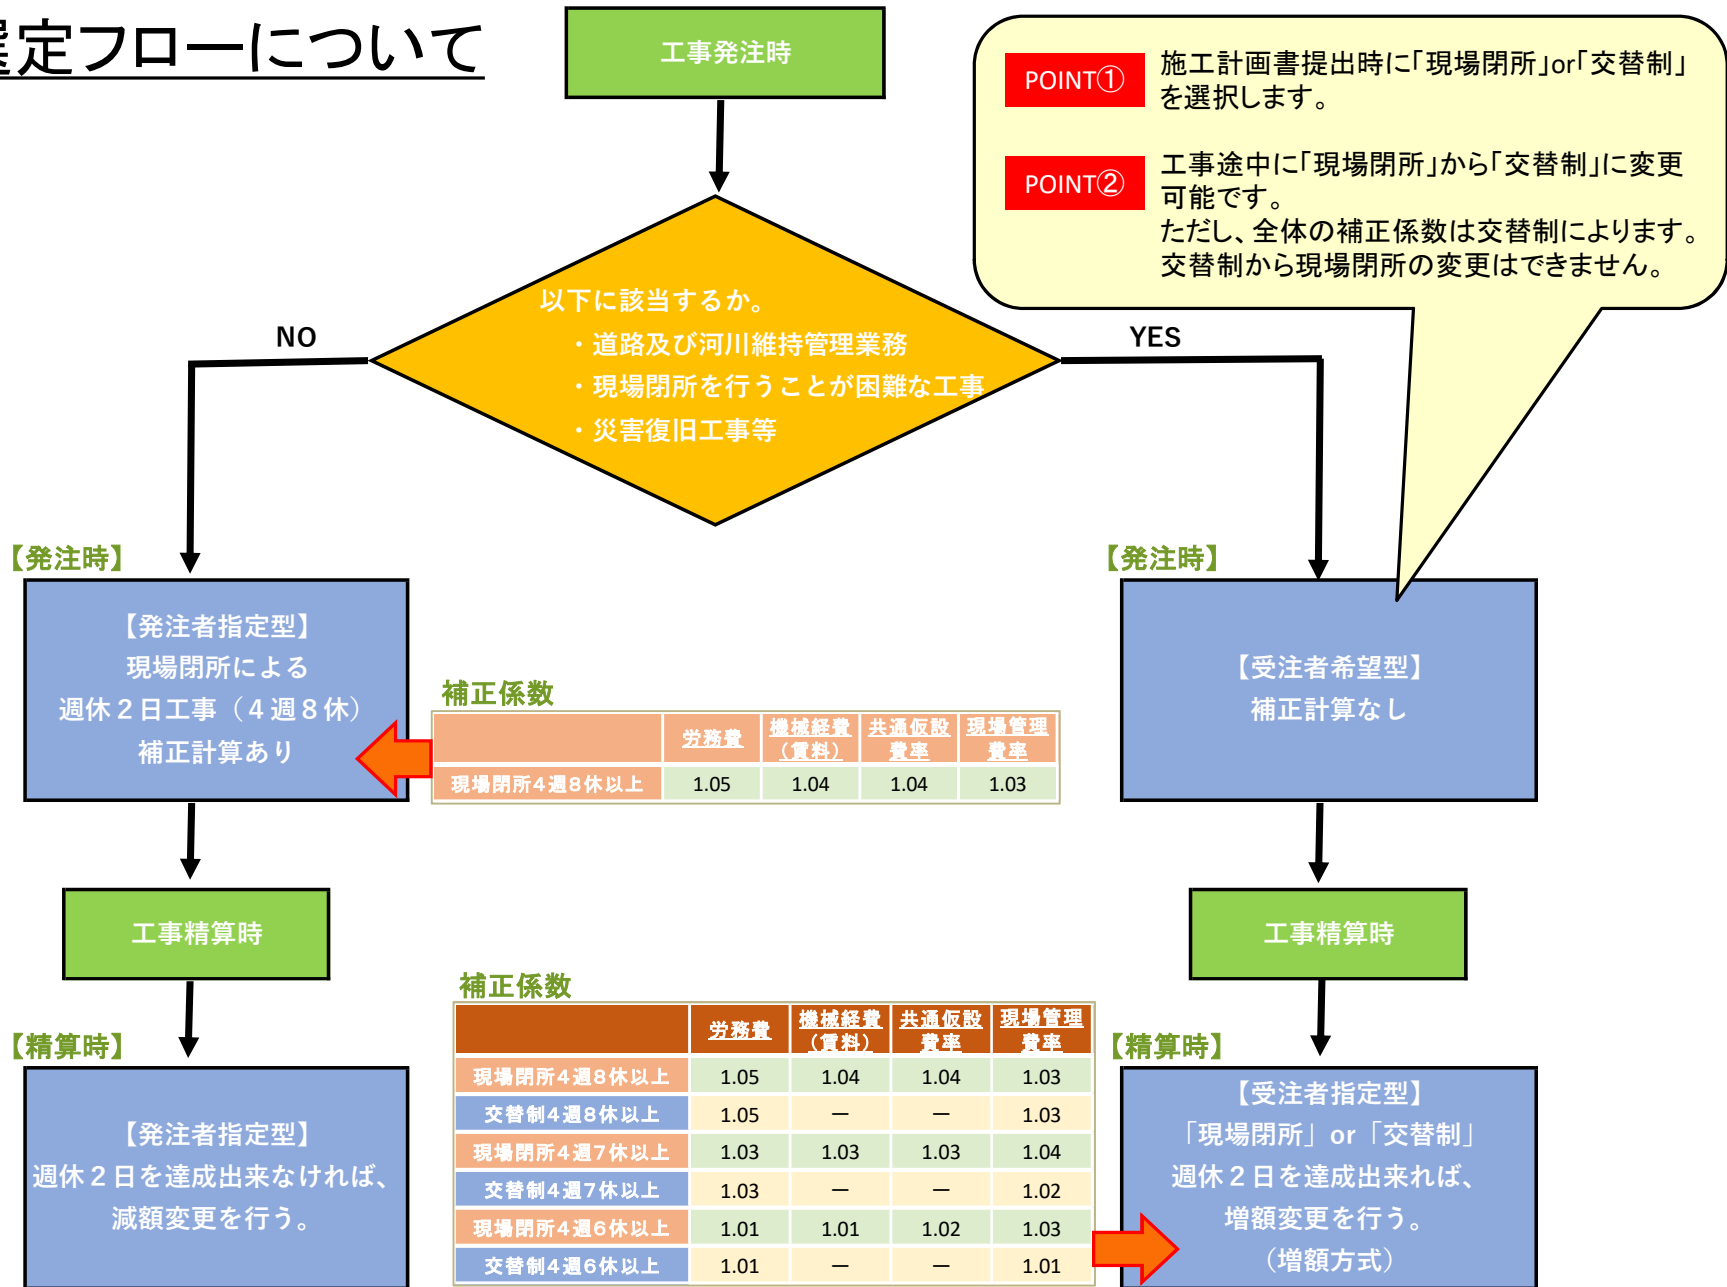 選定フローについて
工事発注時
POINT①
施工計画書提出時に「現場閉所」or「交替制」
を選択します。
POINT②
工事途中に「現場閉所」から「交替制」に変更
可能です。
ただし、全体の補正係数は交替制によります。
交替制から現場閉所の変更はできません。
以下に該当するか。
・道路及び河川維持管理業務
・現場閉所を行うことが困難な工事
・災害復旧工事等
NO
YES
【発注時】
【発注者指定型】
現場閉所による
週休２日工事（４週８休）
補正計算あり
補正係数
労務費 機械経費（賃料） 共通仮設費率 現場管理費率
現場閉所4週8休以上 1.05 1.04 1.04 1.03
【発注時】
【受注者希望型】
補正計算なし
工事精算時
工事精算時
【精算時】
【発注者指定型】
週休２日を達成出来なければ、
減額変更を行う。
補正係数
労務費 機械経費（賃料） 共通仮設費率 現場管理費率
現場閉所4週8休以上 1.05 1.04 1.04 1.03
交替制4週8休以上 1.05 － － 1.03
現場閉所4週7休以上 1.03 1.03 1.03 1.04
交替制4週7休以上 1.03 － － 1.02
現場閉所4週6休以上 1.01 1.01 1.02 1.03
交替制4週6休以上 1.01 － － 1.01
【精算時】
【受注者指定型】
「現場閉所」or「交替制」
週休２日を達成出来れば、
増額変更を行う。
（増額方式）